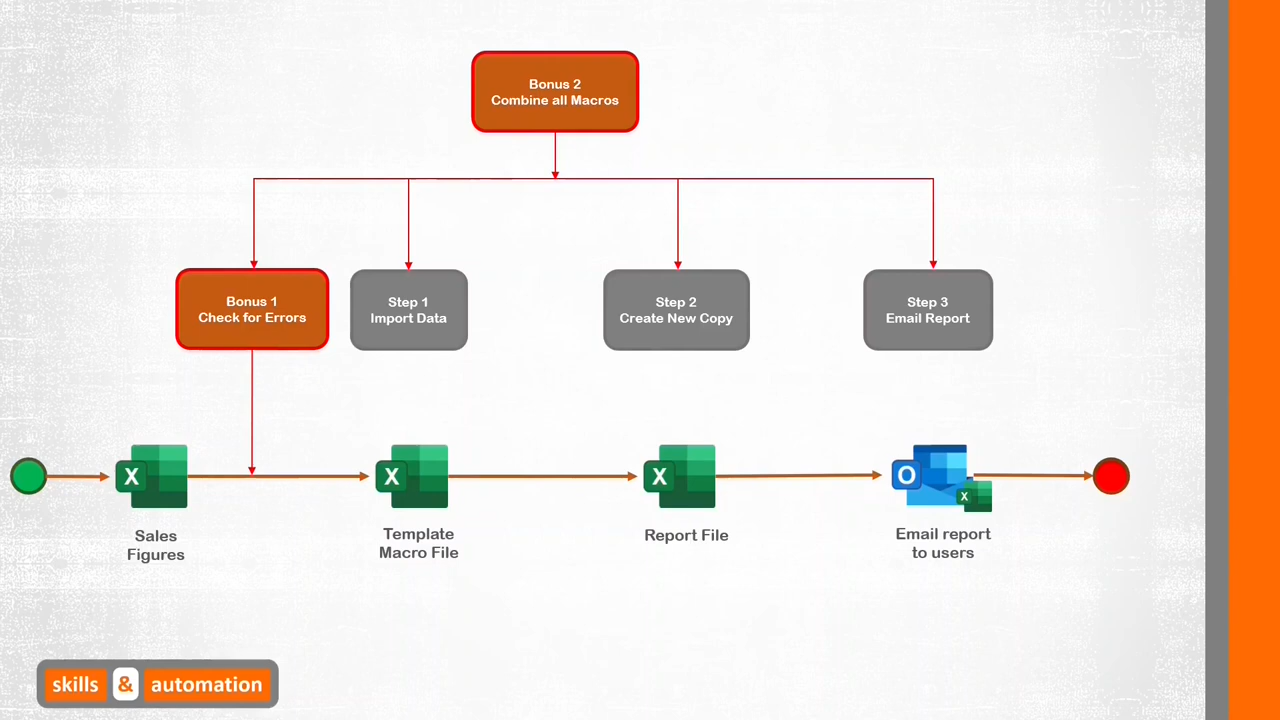 Bonus 2
Combine all Macros
Bonus 1
Check for Errors
Step 1
Import Data
Step 2
Create New Copy
Step 3
Email Report
X
X
X
O
X
Sales
Figures
Template
Macro File
Report File
Email report
to users
skills & automation